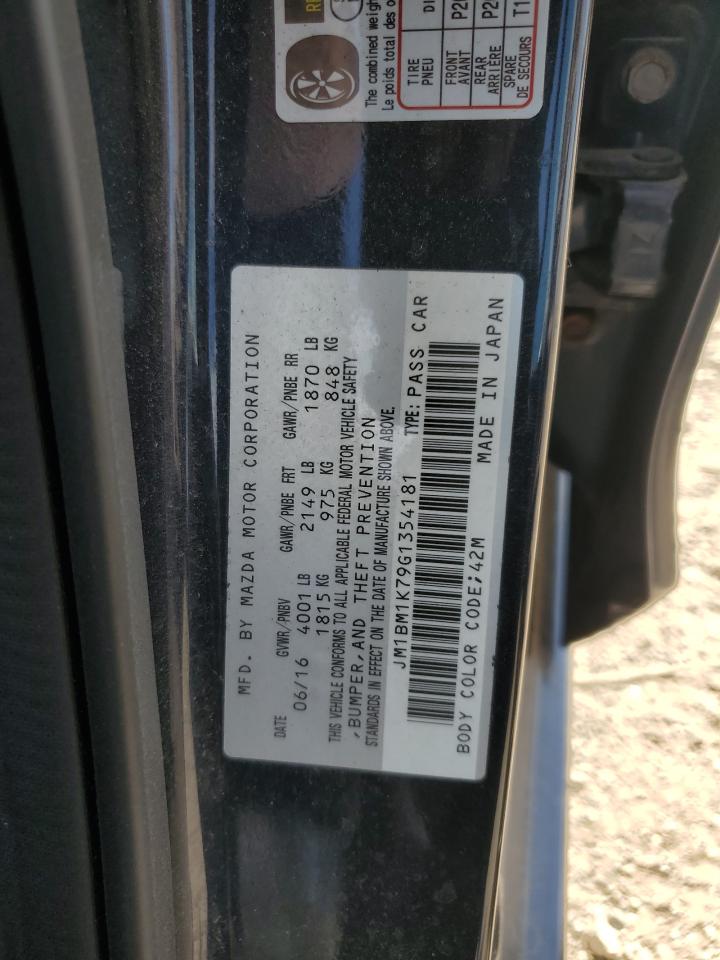 MFD. BY MAZDA MOTOR CORPORATION
DATE GVWR/PNBV GAWR/PNBE FRT GAWR/PNBE RR
06/16 4001 LB 2149 LB 1870 LB
1815 KG 975 KG 848 KG
THIS VEHICLE CONFORMS TO ALL APPLICABLE FEDERAL MOTOR VEHICLE SAFETY
,BUMPER,AND THEFT PREVENTION
STANDARDS IN EFFECT ON THE DATE OF MANUFACTURE SHOWN ABOVE.
JM1BM1K79G1354181 TYPE: PASS CAR
BODY COLOR CODE;42M MADE IN JAPAN
The combined weigh
Le poids total des o
TIRE
PNEU
FRONT
AVANT
REAR
ARRIÈRE
SPARE
DE SECOURS